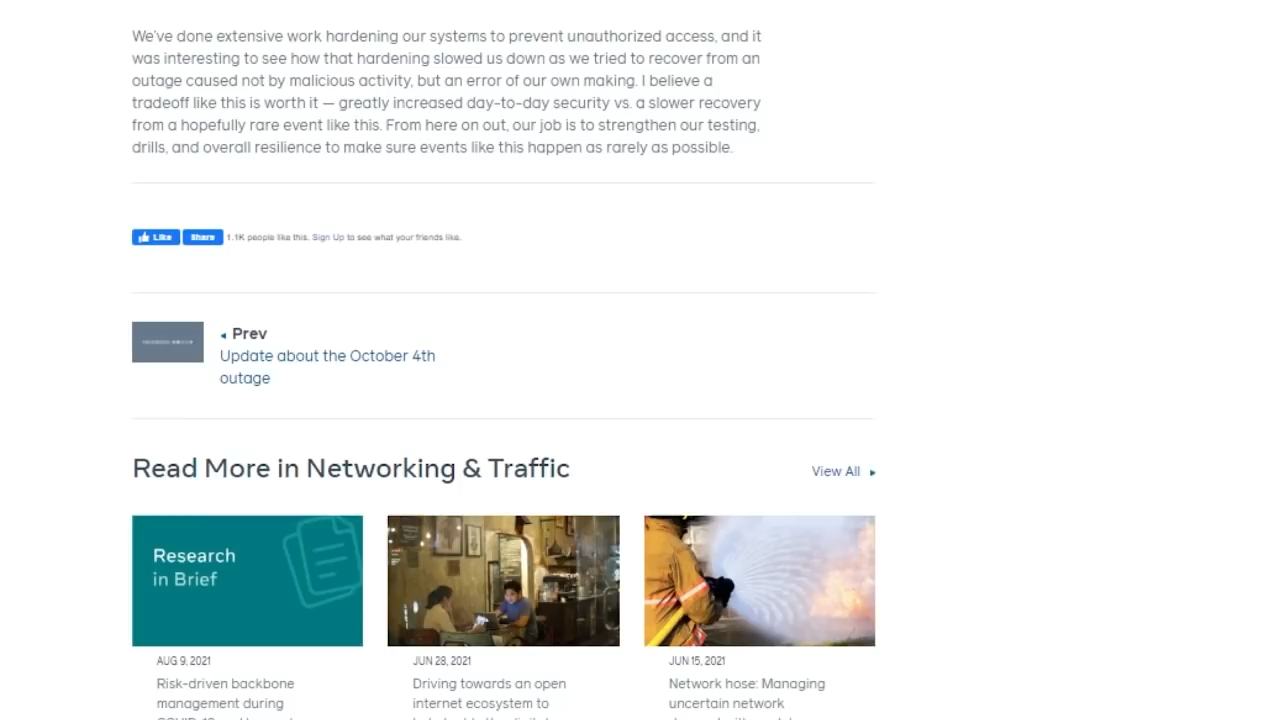 We've done extensive work hardening our systems to prevent unauthorized access, and it
was interesting to see how that hardening slowed us down as we tried to recover from an
outage caused not by malicious activity, but an error of our own making. I believe a
tradeoff like this is worth it — greatly increased day-to-day security vs. a slower recovery
from a hopefully rare event like this. From here on out, our job is to strengthen our testing,
drills, and overall resilience to make sure events like this happen as rarely as possible.
Like Share 1.1K people like this. Sign Up to see what your friends like.
Prev
Update about the October 4th
outage
Read More in Networking & Traffic
View All
Research
in Brief
AUG 9, 2021
Risk-driven backbone
management during
JUN 28, 2021
Driving towards an open
internet ecosystem to
JUN 15, 2021
Network hose: Managing
uncertain network